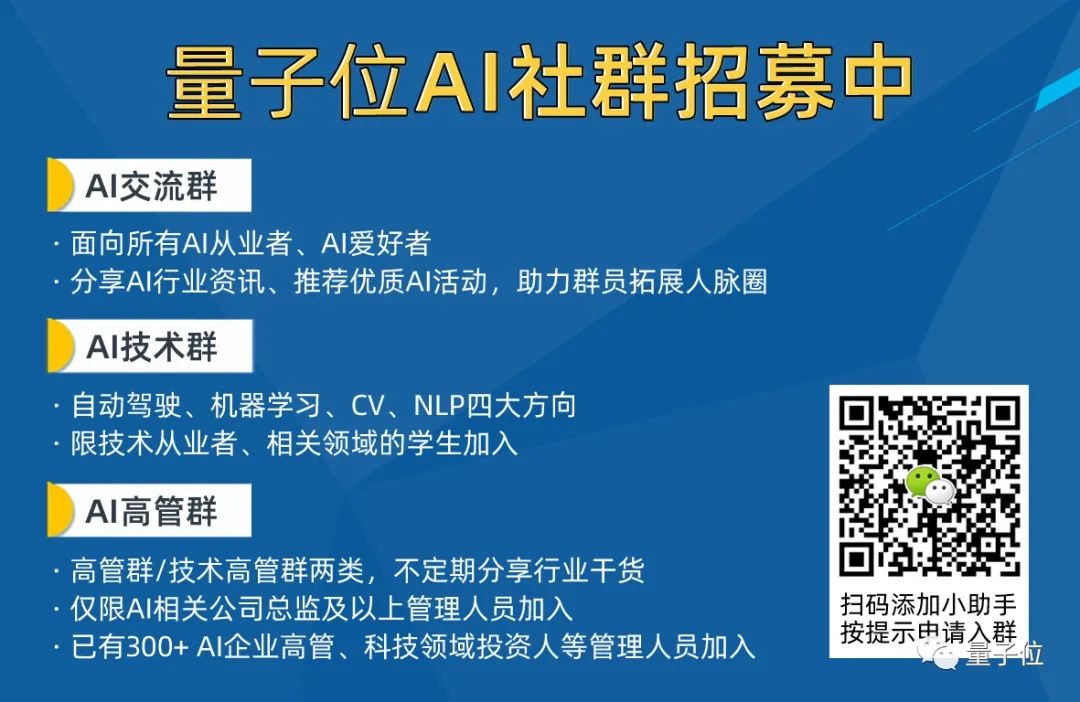 量子位AI社群招募中
AI交流群
· 面向所有AI从业者、AI爱好者
· 分享AI行业资讯、推荐优质AI活动，助力群员拓展人脉圈
AI技术群
· 自动驾驶、机器学习、CV、NLP四大方向
· 限技术从业者、相关领域的学生加入
AI高管群
· 高管群/技术高管群两类，不定期分享行业干货
· 仅限AI相关公司总监及以上管理人员加入
· 已有300+ AI企业高管、科技领域投资人等管理人员加入
扫码添加小助手
按提示申请入群
量子位